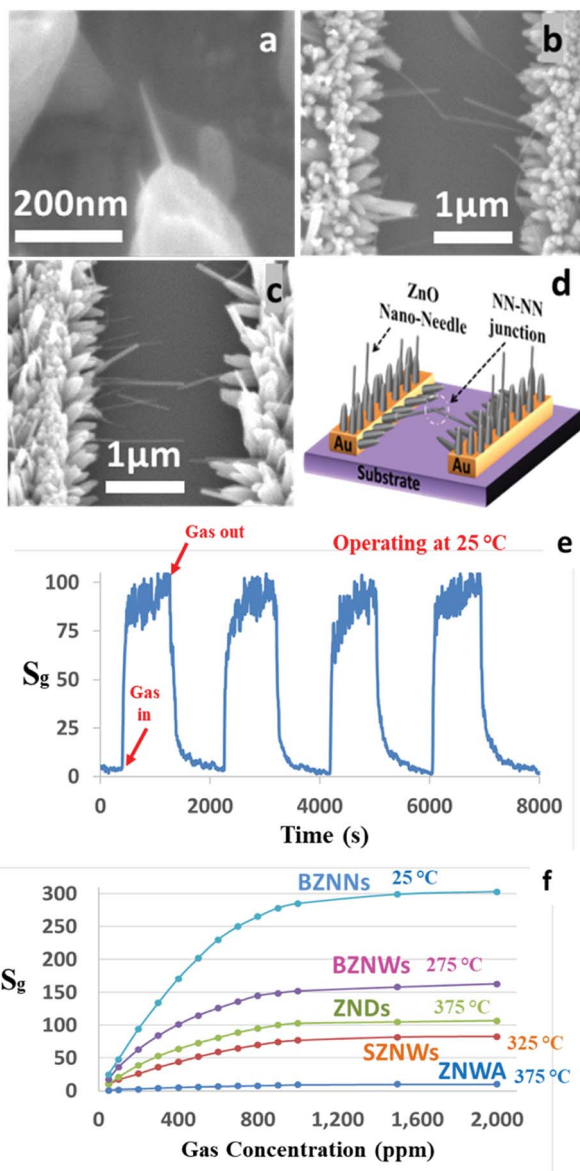 a
200nm
b
1μm
c
1μm
d
ZnO
Nano-Needle
NN-NN
junction
Au
Au
Substrate
e
Operating at 25 °C
Gas out
Gas
in
Sg
100
75
50
25
0
0 2000 4000 6000 8000
Time (s)
f
BZNNs 25 °C
BZNWs 275 °C
ZNDs 375 °C
SZNWs 325 °C
ZNWA 375 °C
Sg
300
250
200
150
100
50
0
0 400 800 1,200 1,600 2,000
Gas Concentration (ppm)